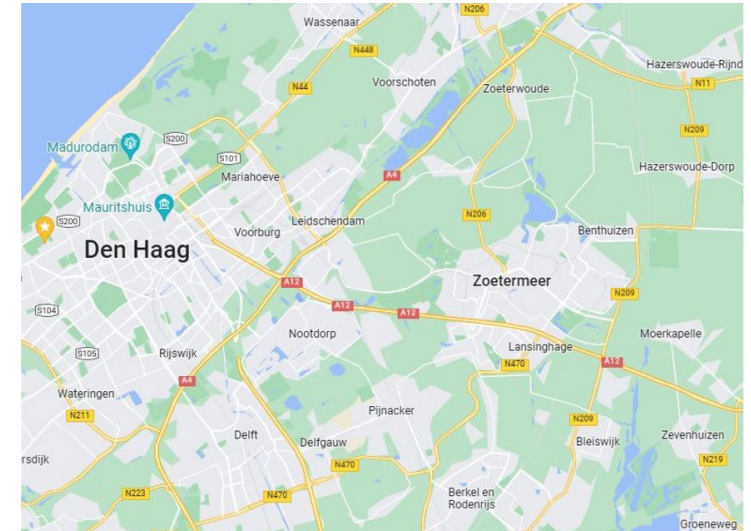 N206
Wassenaar
N448
Hazerswoude-Rijnd
Voorschoten
N11
N44
Zoeterwoude
N209
S200
Madurodam
S101
Hazerswoude-Dorp
Mariahoeve
A4
Mauritshuis
N206
S200
Leidschendam
Voorburg
Benthuizen
Den Haag
Zoetermeer
A12
N209
A12
S104
A12
Nootdorp
Moerkapelle
Lansinghage
S105
Rijswijk
A12
N470
A4
Wateringen
Pijnacker
N211
N209
Delft
Delfgauw
Bleiswijk
Zevenhuizen
rsdijk
N470
N219
N223
N470
Berkel en
Rodenrijs
Groeneweg